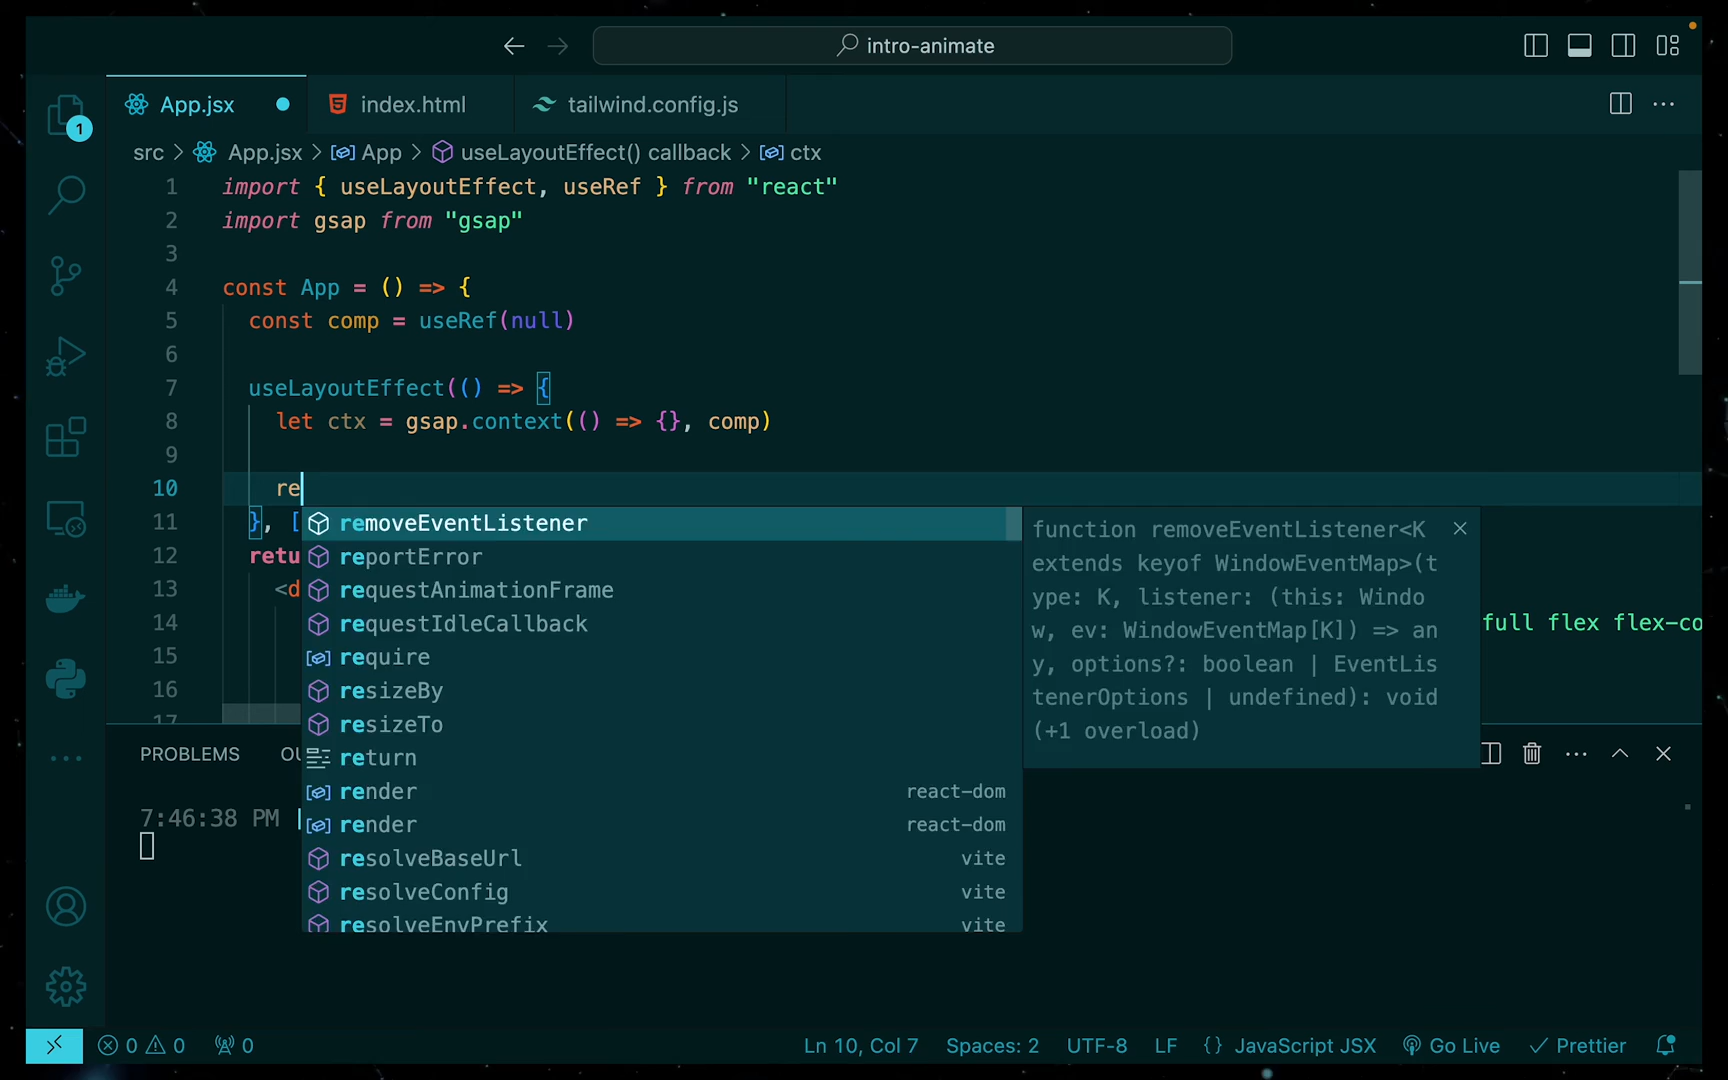 intro-animate
App.jsx
index.html
tailwind.config.js
1
src > App.jsx > App > useLayoutEffect() callback > ctx
1 import { useLayoutEffect, useRef } from "react"
2 import gsap from "gsap"
3
4 const App = () => {
5 const comp = useRef(null)
6
7 useLayoutEffect(() => {
8 let ctx = gsap.context(() => {}, comp)
9
10 re
11 }, [
12 retu
13 <d
14 full flex flex-co
15
16
17
removeEventListener
reportError
requestAnimationFrame
requestIdleCallback
require
resizeBy
resizeTo
return
render react-dom
render react-dom
resolveBaseUrl vite
resolveConfig vite
resolveEnvPrefix vite
function removeEventListener<K
extends keyof WindowEventMap>(t
ype: K, listener: (this: Windo
w, ev: WindowEventMap[K]) => an
y, options?: boolean | EventLis
tenerOptions | undefined): void
(+1 overload)
PROBLEMS OU
7:46:38 PM
0 0 0
Ln 10, Col 7 Spaces: 2 UTF-8 LF {} JavaScript JSX Go Live Prettier